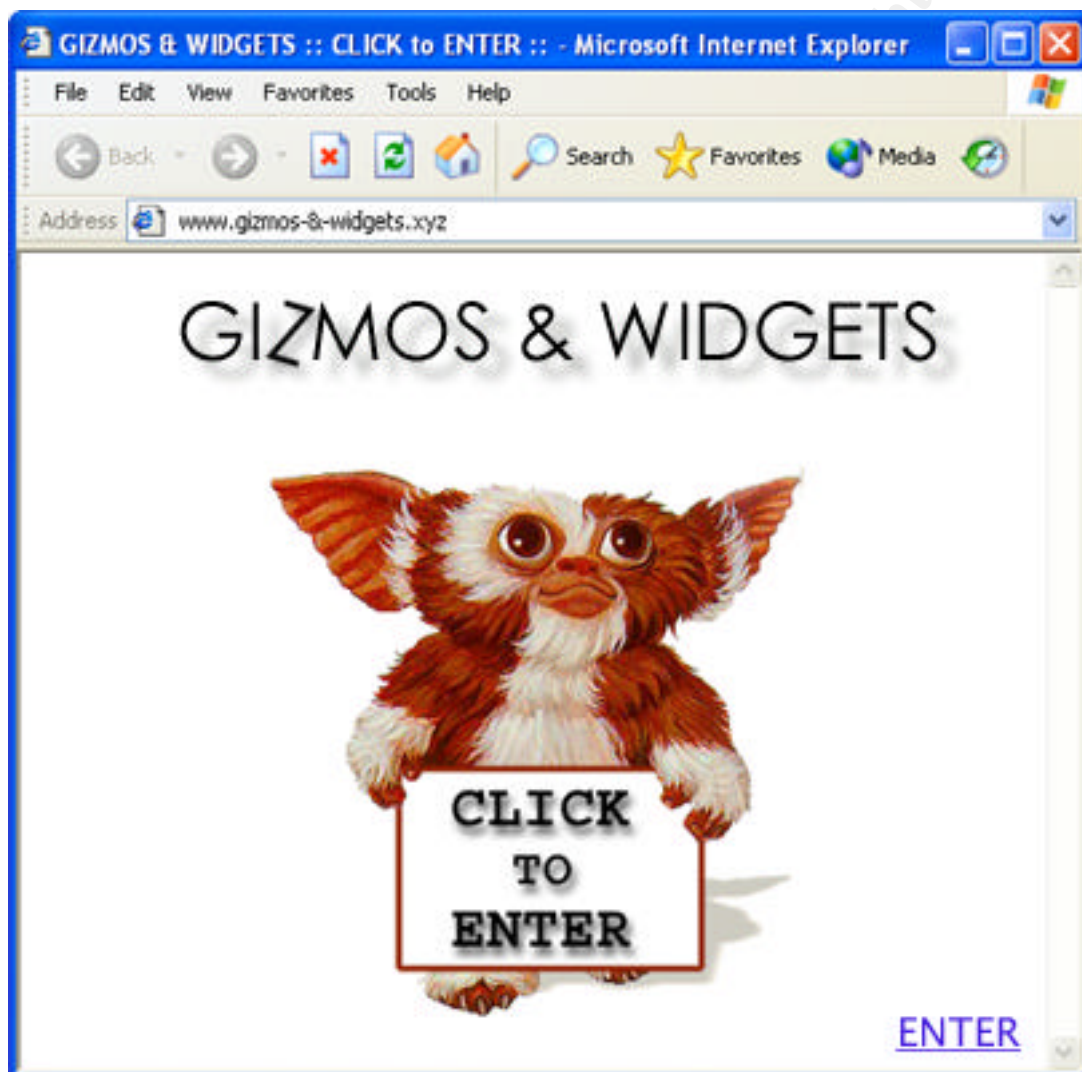 GIZMOS & WIDGETS :: CLICK to ENTER :: - Microsoft Internet Explorer
File Edit View Favorites Tools Help
Back Search Favorites Media
Address www.gizmos-&-widgets.xyz
GIZMOS & WIDGETS
CLICK
TO
ENTER
ENTER